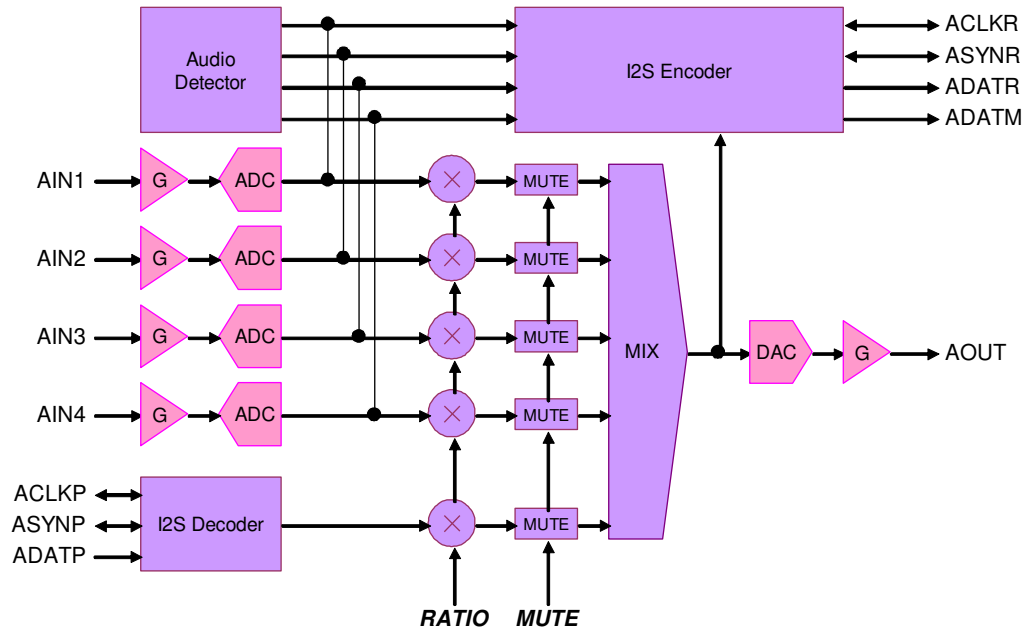 Audio
Detector
I2S Encoder
ACLKR
ASYNR
ADATR
ADATM
AIN1
G
ADC
×
MUTE
AIN2
G
ADC
×
MUTE
AIN3
G
ADC
×
MUTE
MIX
DAC
G
AOUT
AIN4
G
ADC
×
MUTE
ACLKP
ASYNP
ADATP
I2S Decoder
×
MUTE
RATIO
MUTE